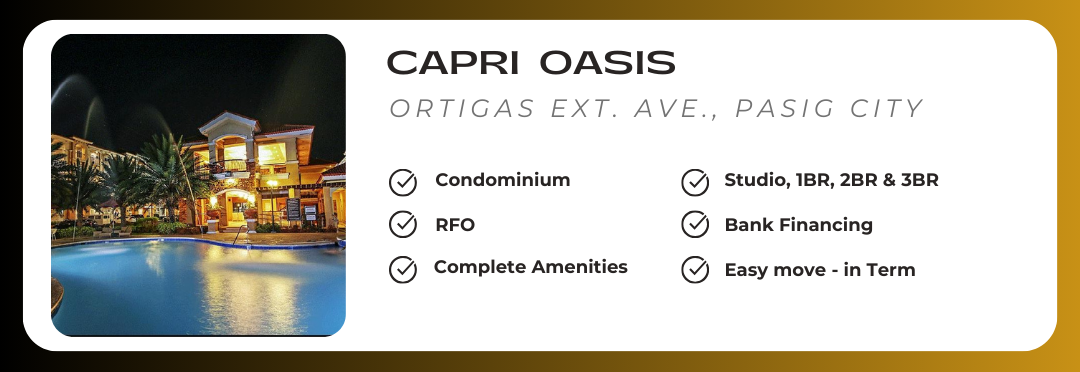 CAPRI OASIS
ORTIGAS EXT. AVE., PASIG CITY
Condominium
RFO
Complete Amenities
Studio, 1BR, 2BR & 3BR
Bank Financing
Easy move - in Term